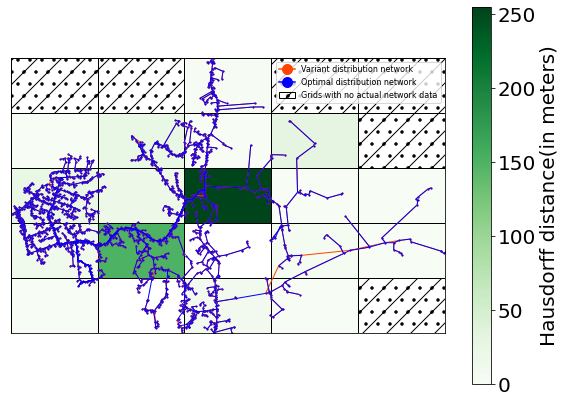 Variant distribution network
Optimal distribution network
Grids with no actual network data
250
200
150
100
50
0
Hausdorff distance(in meters)